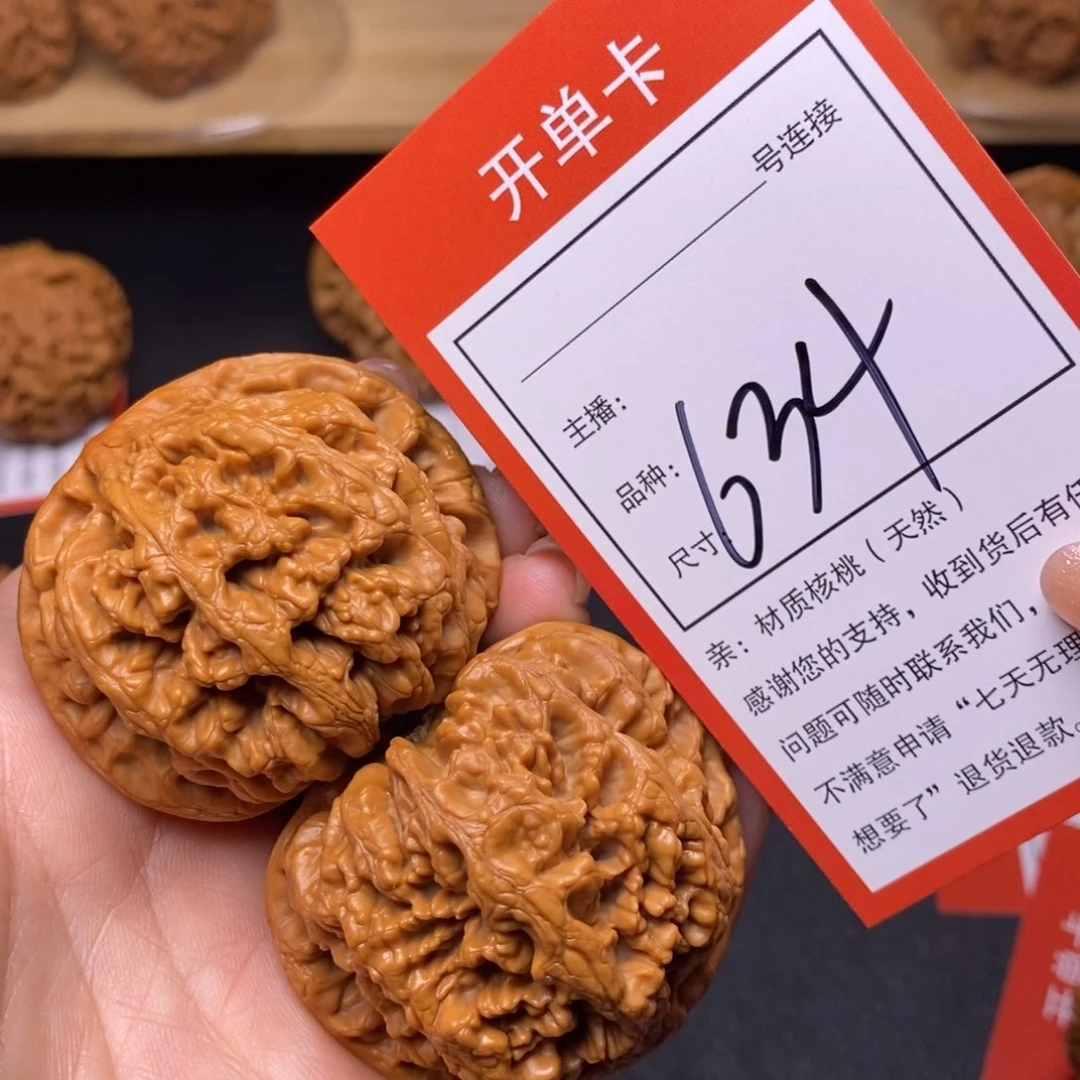 开单卡
号连接
主播：
品种：
尺寸
634
亲：材质核桃（天然）
感谢您的支持，收到货后有任
问题可随时联系我们，
不满意申请“七天无理
想要了”退货退款。